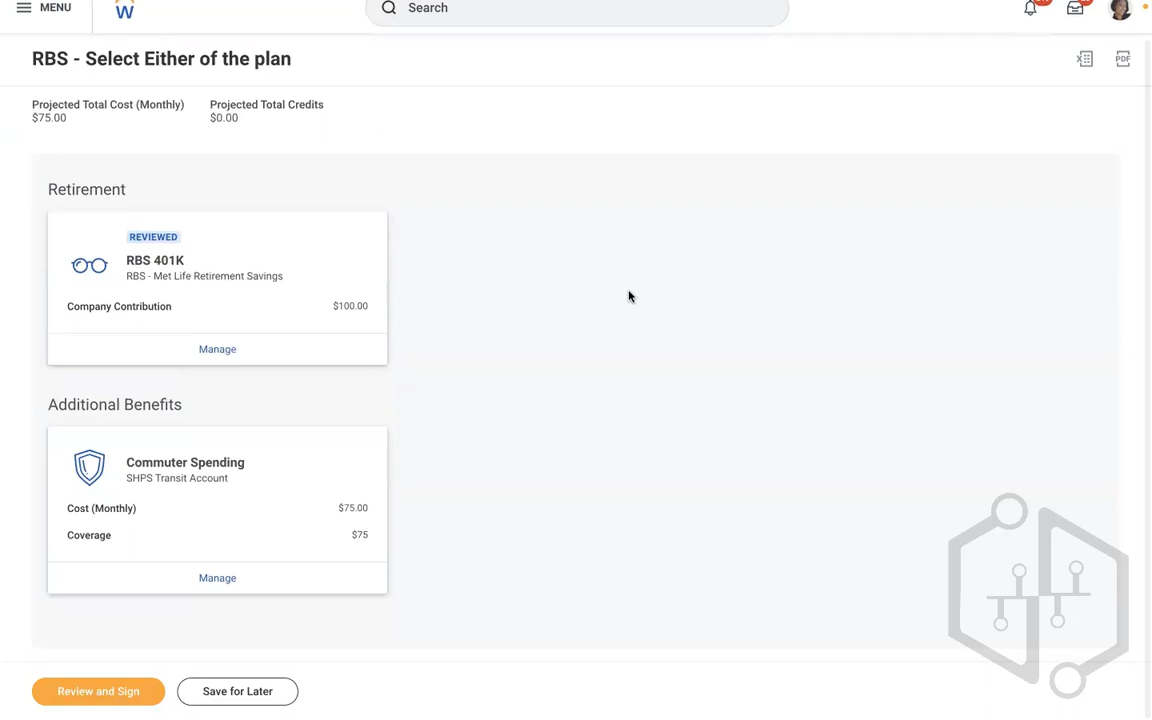 MENU
W
Search
RBS - Select Either of the plan
PDF
Projected Total Cost (Monthly)
$75.00
Projected Total Credits
$0.00
Retirement
REVIEWED
RBS 401K
RBS - Met Life Retirement Savings
Company Contribution $100.00
Manage
Additional Benefits
Commuter Spending
SHPS Transit Account
Cost (Monthly) $75.00
Coverage $75
Manage
Review and Sign
Save for Later